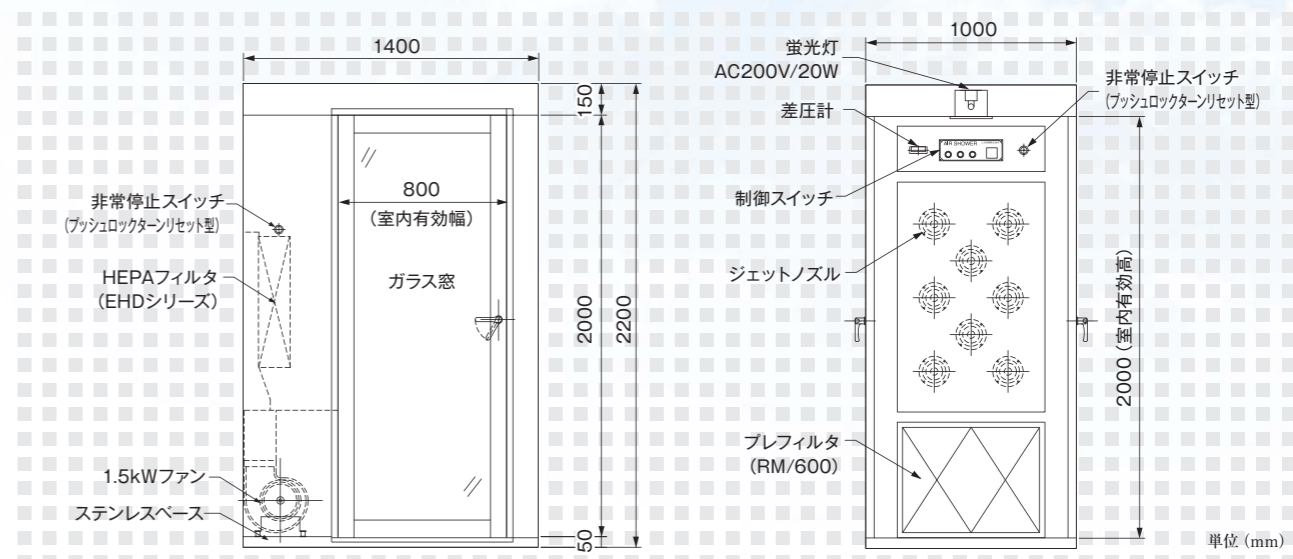 1400
150
非常停止スイッチ
(プッシュロックターンリセット型)
800
(室内有効幅)
HEPAフィルタ
(EHDシリーズ)
ガラス窓
2000
2200
1.5kWファン
ステンレスベース
50
1000
蛍光灯
AC200V/20W
非常停止スイッチ
(プッシュロックターンリセット型)
差圧計
AIR SHOWER
制御スイッチ
ジェットノズル
2000(室内有効高)
プレフィルタ
(RM/600)
単位 (mm)